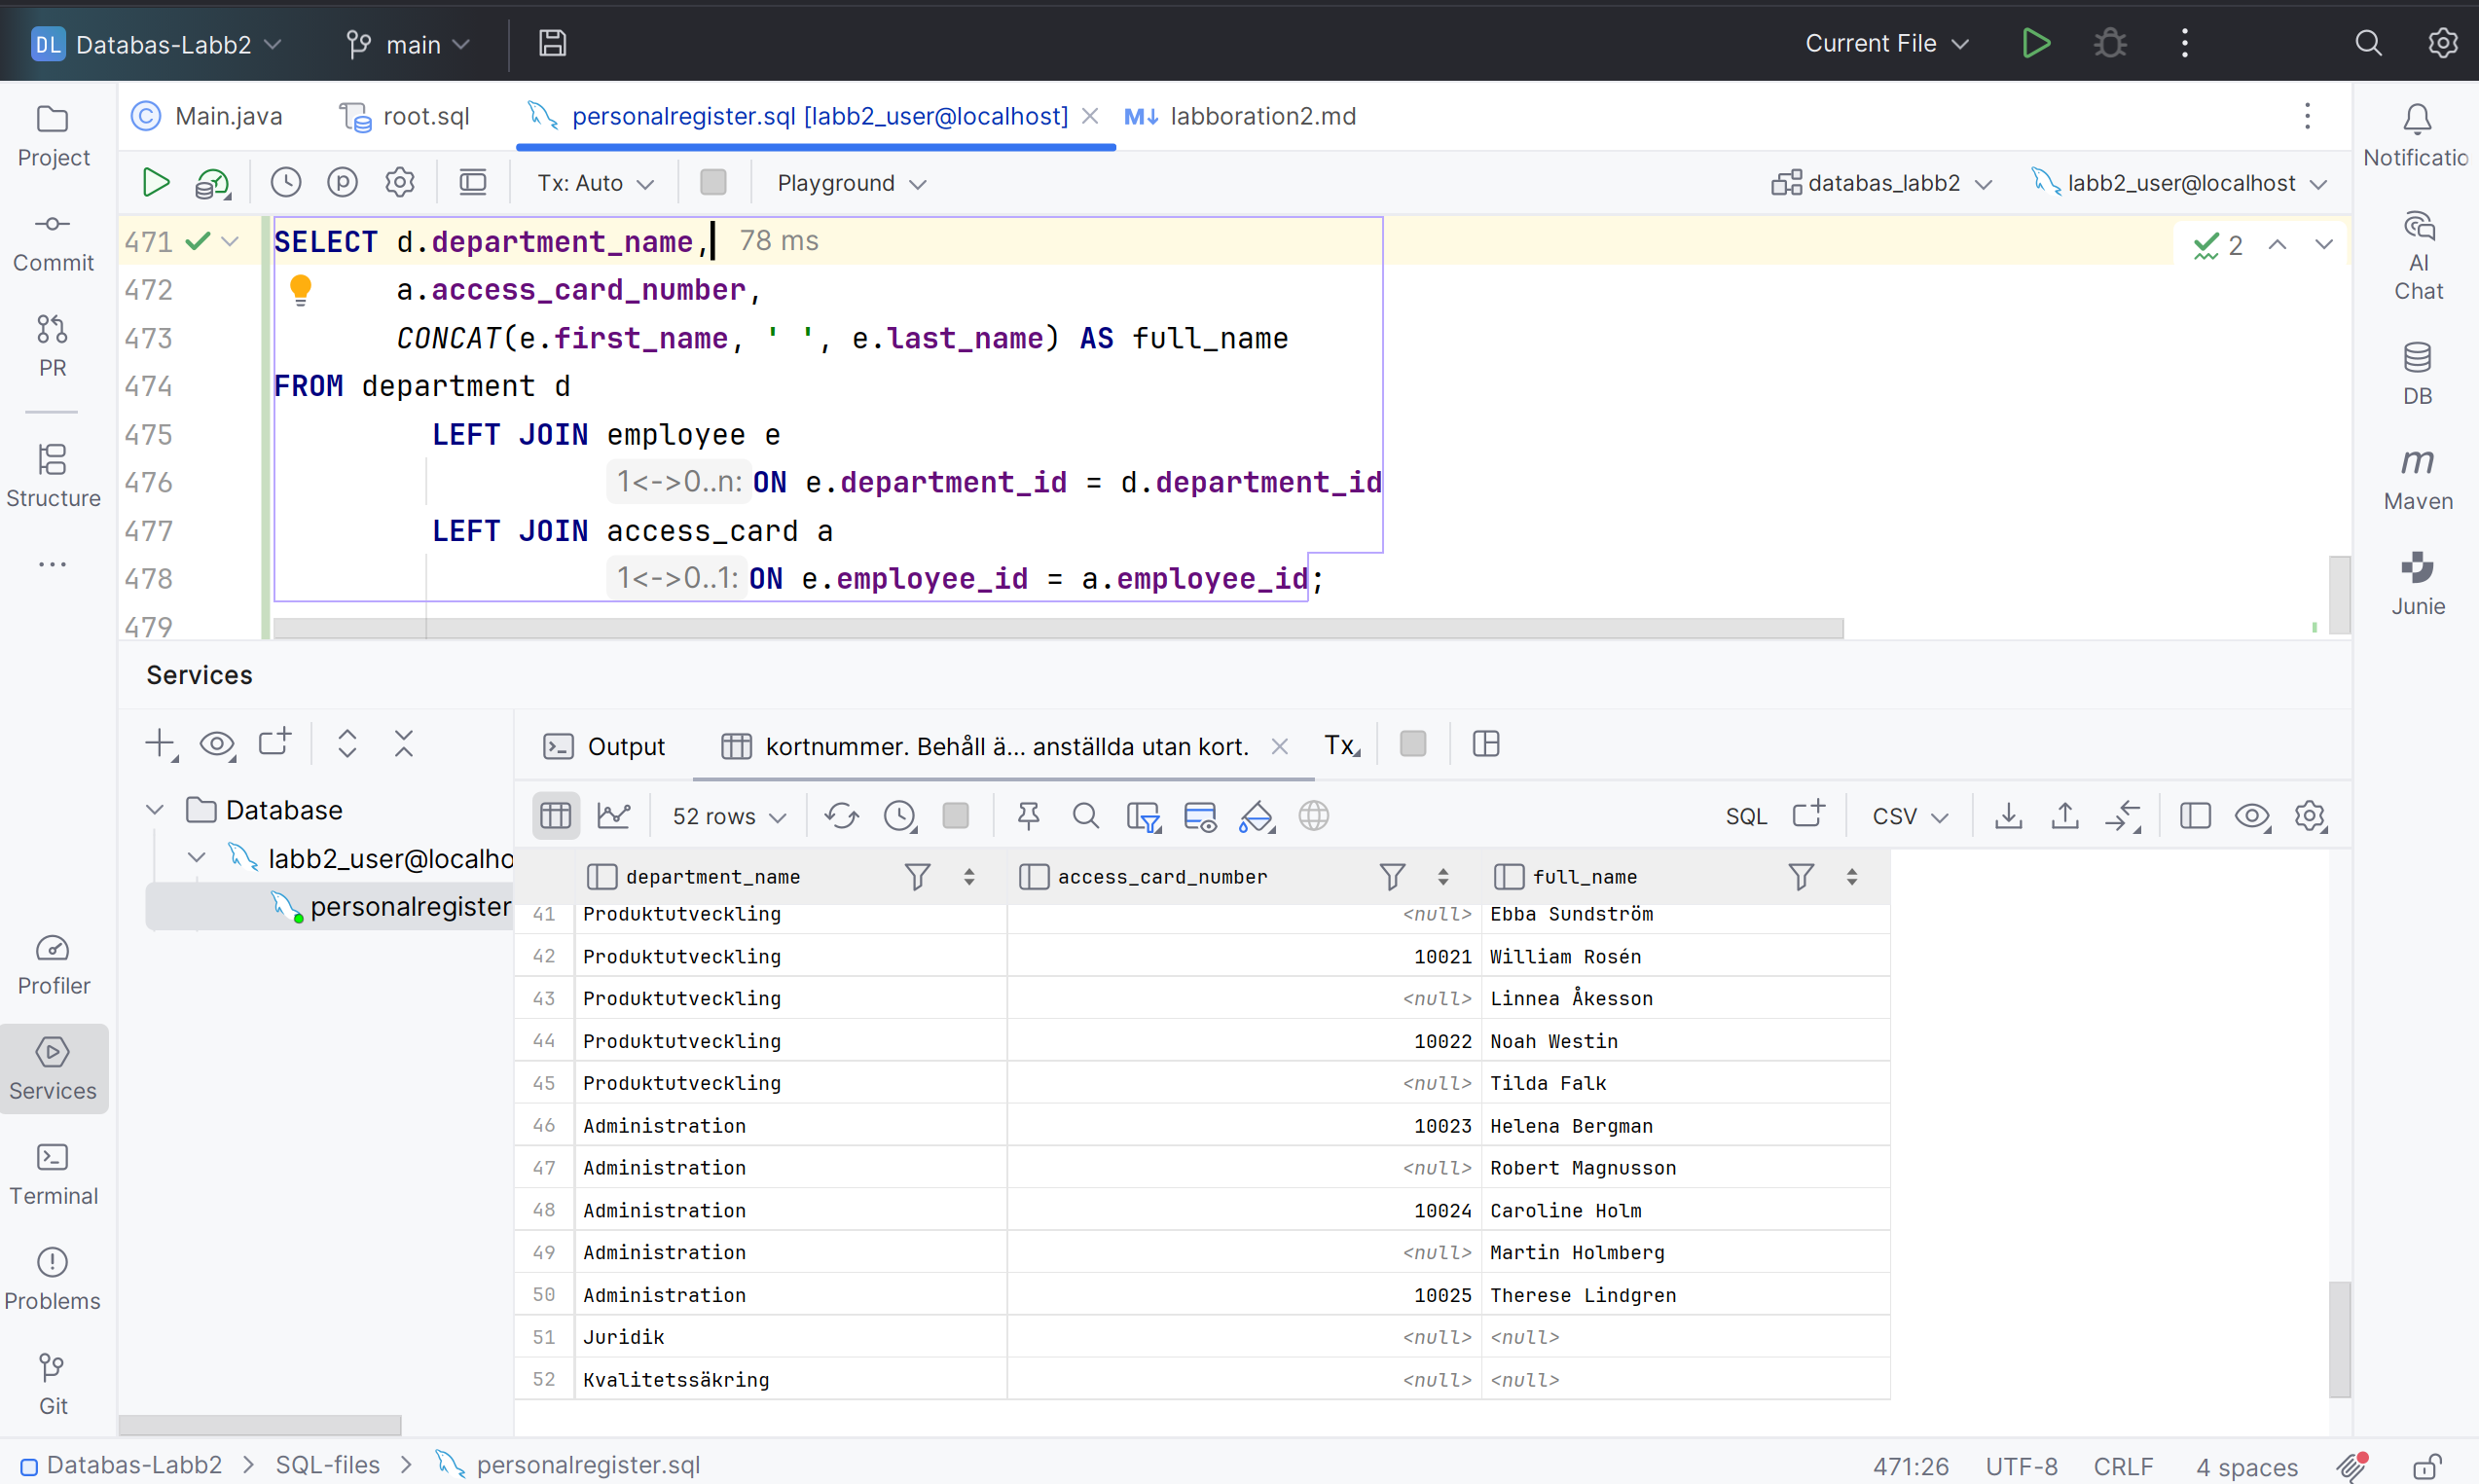 DL Databas-Labb2 main Current File
Main.java root.sql personalregister.sql [labb2_user@localhost] M↓ labboration2.md
Tx: Auto Playground databas_labb2 labb2_user@localhost
471 SELECT d.department_name, 78 ms 2
472 a.access_card_number,
473 CONCAT(e.first_name, ' ', e.last_name) AS full_name
474 FROM department d
475 LEFT JOIN employee e
476 1<->0..n: ON e.department_id = d.department_id
477 LEFT JOIN access_card a
478 1<->0..1: ON e.employee_id = a.employee_id;
479
Project
Commit
PR
Structure
Profiler
Services
Terminal
Problems
Git
Notificatio
AI
Chat
DB
Maven
Junie
Services
Output kortnummer. Behåll ä... anställda utan kort. Tx
Database
labb2_user@localho
personalregister
52 rows SQL CSV
department_name access_card_number full_name
41 Produktutveckling <null> Ebba Sundström
42 Produktutveckling 10021 William Rosén
43 Produktutveckling <null> Linnea Åkesson
44 Produktutveckling 10022 Noah Westin
45 Produktutveckling <null> Tilda Falk
46 Administration 10023 Helena Bergman
47 Administration <null> Robert Magnusson
48 Administration 10024 Caroline Holm
49 Administration <null> Martin Holmberg
50 Administration 10025 Therese Lindgren
51 Juridik <null> <null>
52 Kvalitetssäkring <null> <null>
Databas-Labb2 > SQL-files > personalregister.sql 471:26 UTF-8 CRLF 4 spaces